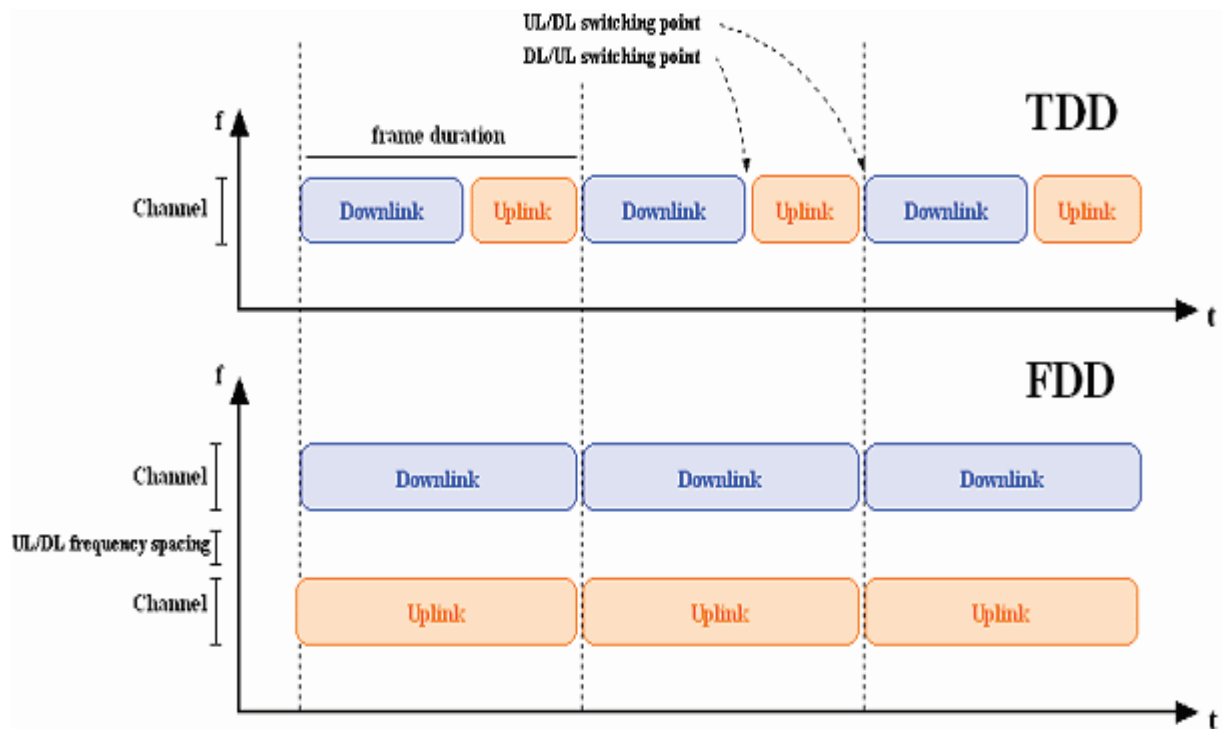 UL/DL switching point
DL/UL switching point
TDD
f
frame duration
Channel
Downlink
Uplink
Downlink
Uplink
Downlink
Uplink
t
FDD
f
Channel
Downlink
Downlink
Downlink
UL/DL frequency spacing
Channel
Uplink
Uplink
Uplink
t